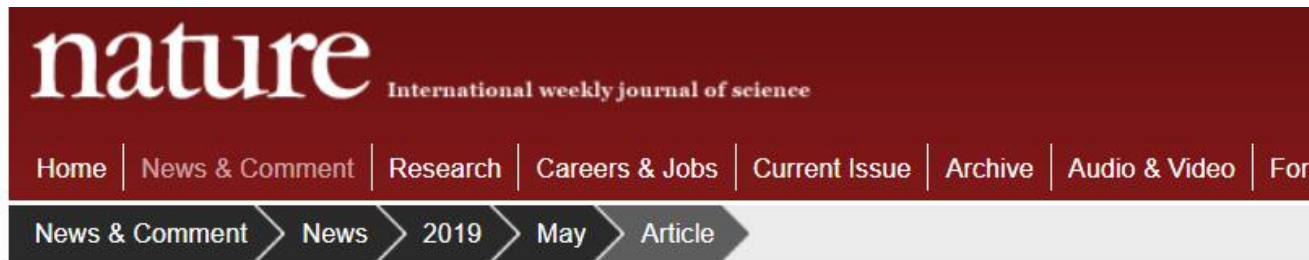 nature International weekly journal of science
Home News & Comment Research Careers & Jobs Current Issue Archive Audio & Video For
News & Comment News 2019 May Article